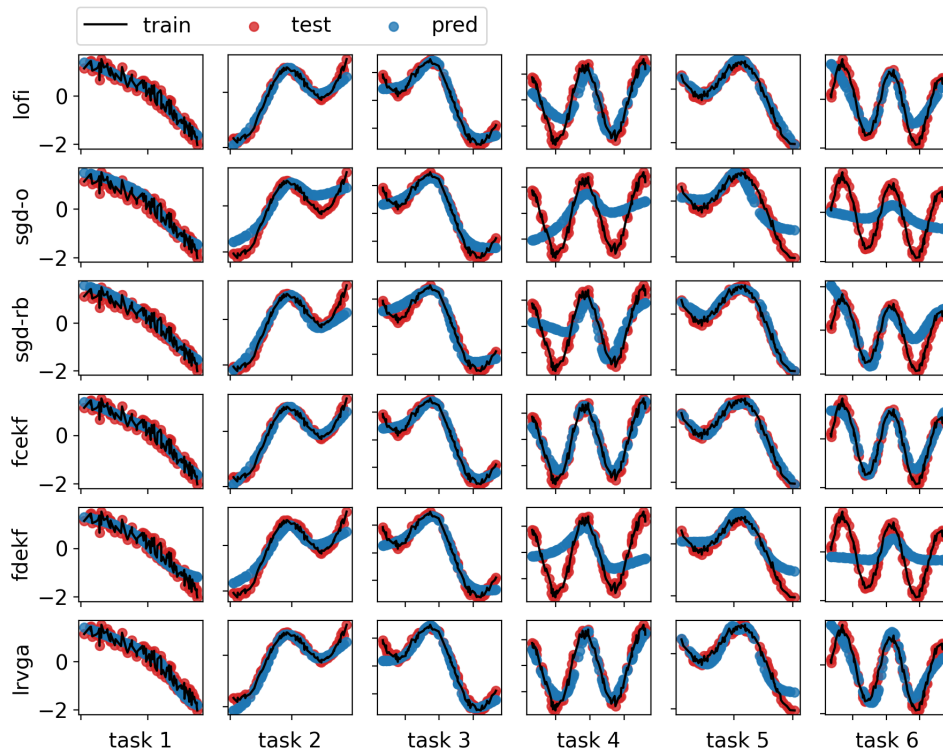 train test pred
lofi 0 −2
sgd-o 0 −2
sgd-rb 0 −2
fcekf 0 −2
fdekf 0 −2
lrvga 0 −2
task 1 task 2 task 3 task 4 task 5 task 6